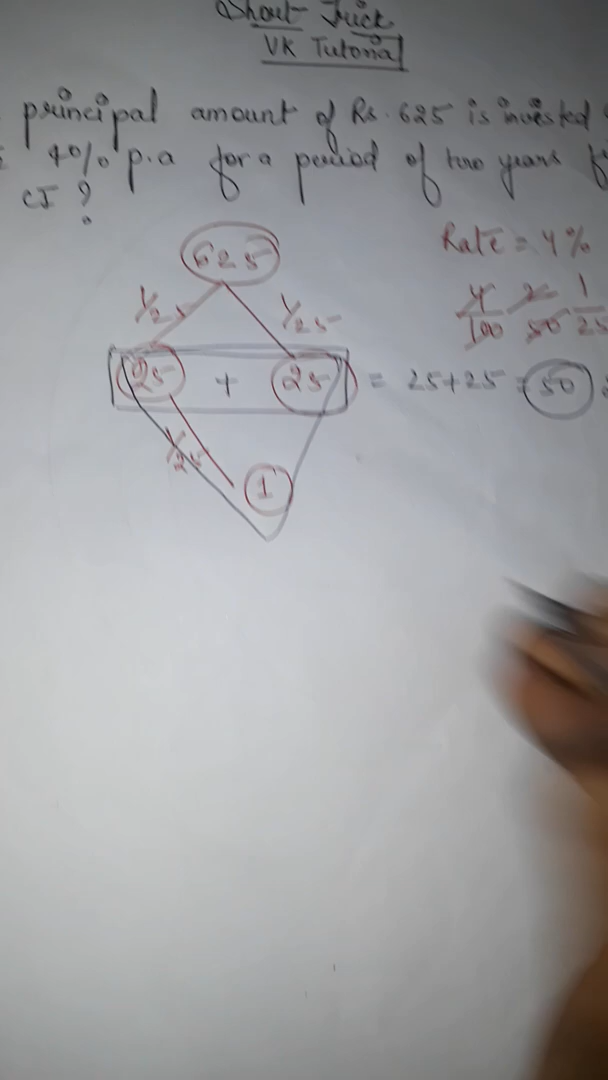 Short Trick
VK Tutorial
principal amount of Rs. 625 is invested
4% p.a for a period of two years
CI ?
625
Rate = 4%
1/25 1/25
4/100 2/50 1/25
25 + 25 = 25+25 = 50
1/25
1